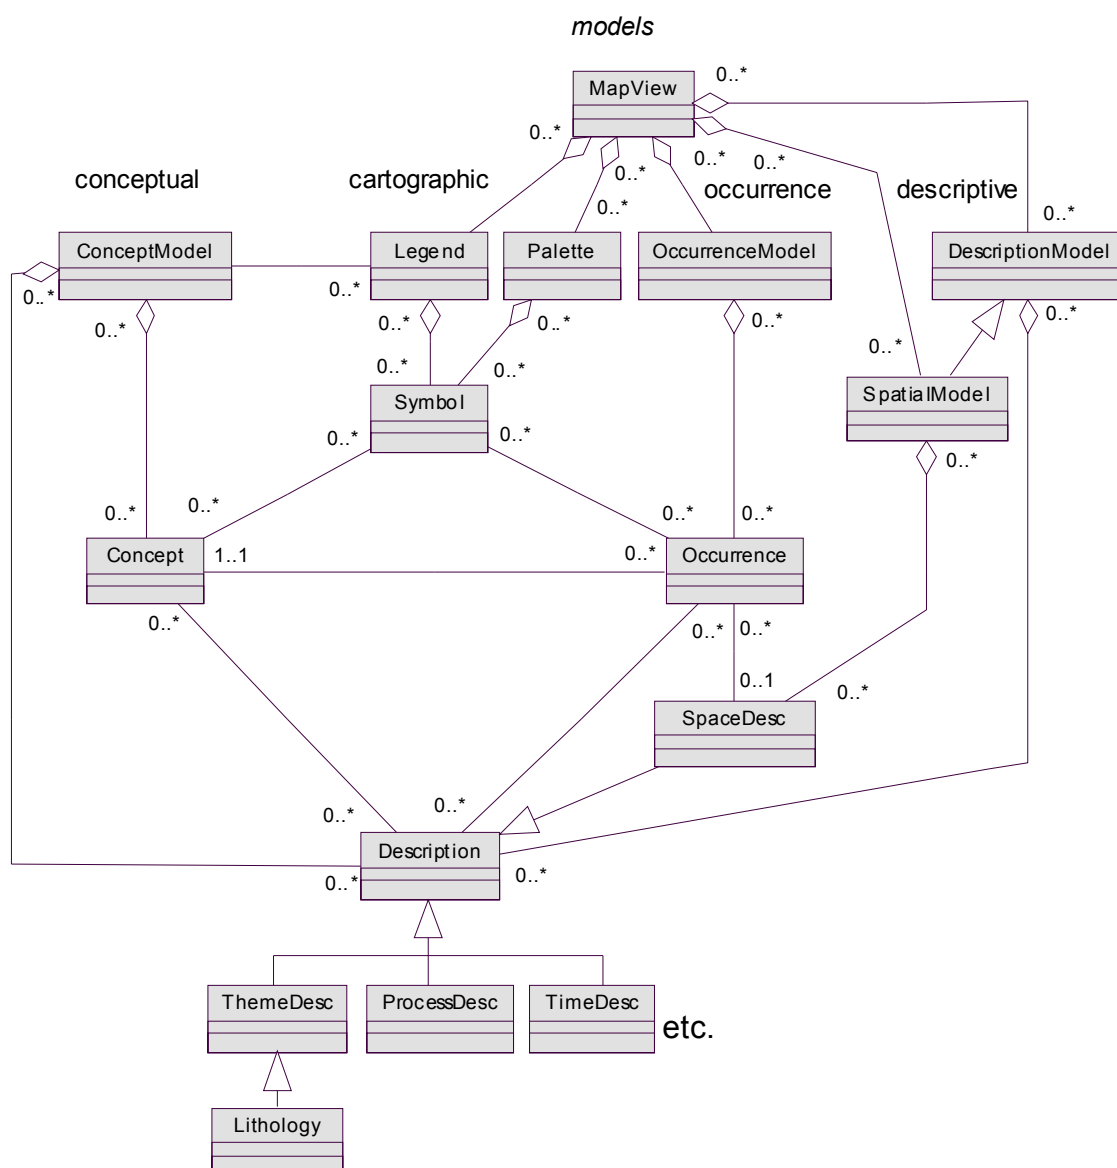 models
0..*
MapView
0..*
0..*
0..*
0..*
conceptual
cartographic
occurrence
descriptive
0..*
0..*
ConceptModel
Legend
Palette
OccurrenceModel
DescriptionModel
0..*
0..*
0..*
0..*
0..*
0..*
0..*
0..*
0..*
0..*
0..*
Symbol
SpatialModel
0..*
0..*
0..*
0..*
0..*
0..*
0..*
Concept
1..1
0..*
Occurrence
0..*
0..*
0..*
0..1
0..*
SpaceDesc
0..*
0..*
Description
0..*
0..*
ThemeDesc
ProcessDesc
TimeDesc
etc.
Lithology